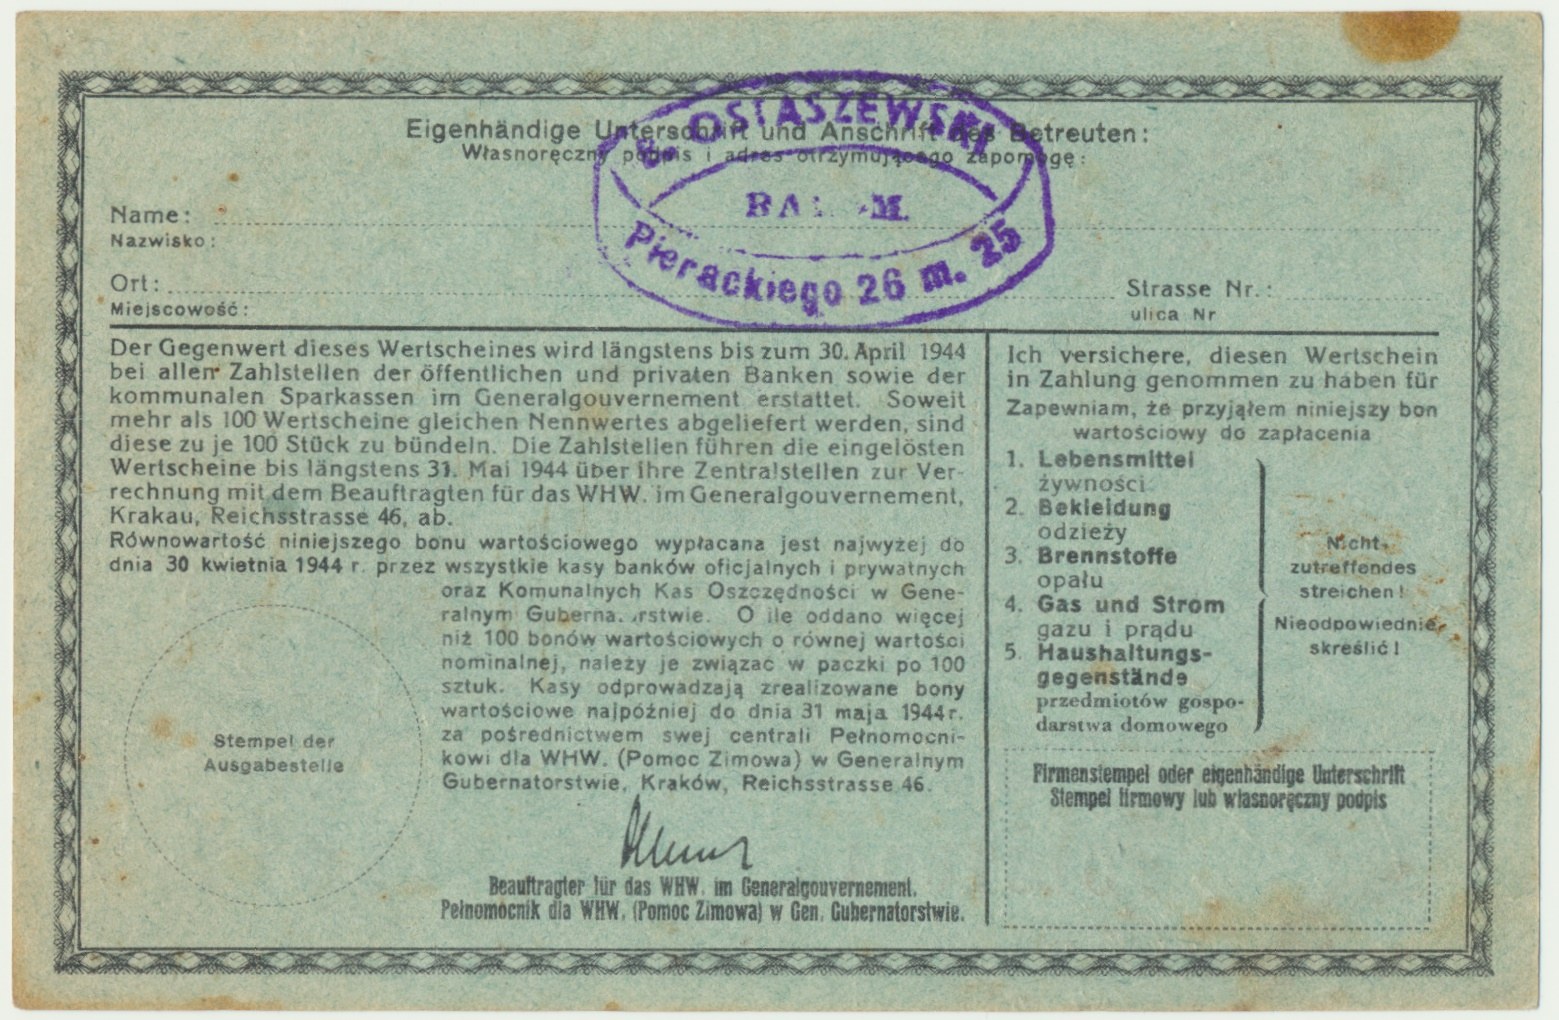 Eigenhändige Unterschrift und Anschrift des Betreuten:
Własnoręczny podpis i adres otrzymującego zapomogę:
S. OSTASZEWSKI
Pierackiego 26 m. 25
Name:
Nazwisko:
Ort:
Strasse Nr.:
Miejscowość:
ulica Nr
Der Gegenwert dieses Wertscheines wird längstens bis zum 30. April 1944
bei allen Zahlstellen der öffentlichen und privaten Banken sowie der
kommunalen Sparkassen im Generalgouvernement erstattet. Soweit
mehr als 100 Wertscheine gleichen Nennwertes abgeliefert werden, sind
diese zu je 100 Stück zu bündeln. Die Zahlstellen führen die eingelösten
Wertscheine bis längstens 31. Mai 1944 über ihre Zentralstellen zur Ver-
rechnung mit dem Beauftragten für das WHW. im Generalgouvernement,
Krakau, Reichsstrasse 46, ab.
Równowartość niniejszego bonu wartościowego wypłacana jest najwyżej do
dnia 30 kwietnia 1944 r. przez wszystkie kasy banków oficjalnych i prywatnych
oraz Komunalnych Kas Oszczędności w Gene-
ralnym Guberna. .rstwie. O ile oddano więcej
niż 100 bonów wartościowych o równej wartości
nominalnej, należy je związać w paczki po 100
sztuk. Kasy odprowadzają zrealizowane bony
wartościowe najpóźniej do dnia 31 maja 1944 r.
za pośrednictwem swej centrali Pełnomocni-
kowi dla WHW. (Pomoc Zimowa) w Generalnym
Gubernatorstwie, Kraków, Reichsstrasse 46.
Stempel der
Ausgabestelle
Beauftragter für das WHW. im Generalgouvernement.
Pełnomocnik dla WHW. (Pomoc Zimowa) w Gen. Gubernatorstwie.
Ich versichere, diesen Wertschein
in Zahlung genommen zu haben für
Zapewniam, że przyjąłem niniejszy bon
wartościowy do zapłacenia
1. Lebensmittel
żywności
2. Bekleidung
odzieży
3. Brennstoffe
opału
4. Gas und Strom
gazu i prądu
5. Haushaltungs-
gegenstände
przedmiotów gospo-
darstwa domowego
Nicht-
zutreffendes
streichen!
Nieodpowiednie
skreślić!
Firmenstempel oder eigenhändige Unterschrift
Stempel firmowy lub własnoręczny podpis